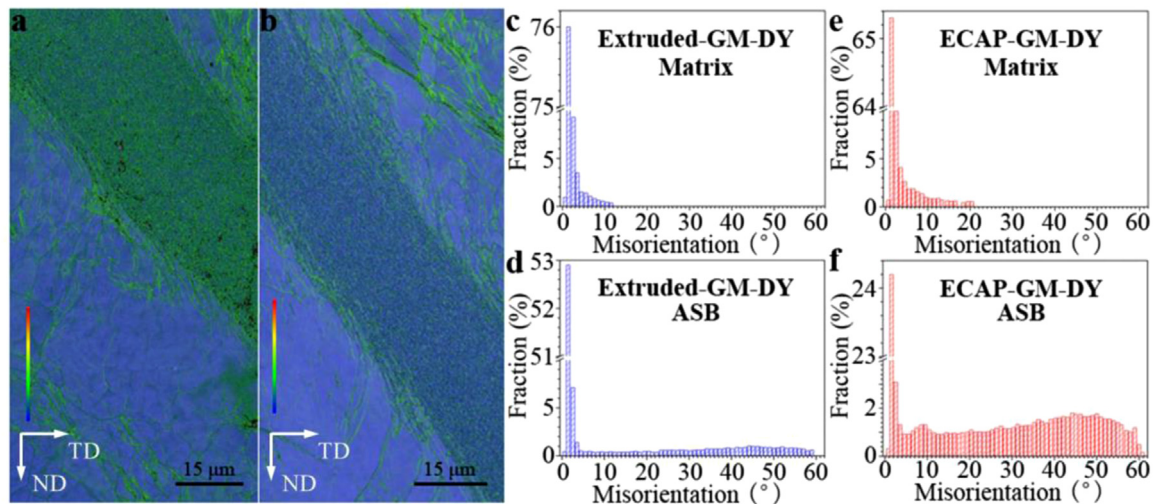 a
TD
ND
15 μm
b
TD
ND
15 μm
c
Extruded-GM-DY
Matrix
Fraction (%)
76
75
5
0
0 10 20 30 40 50 60
Misorientation (°)
e
ECAP-GM-DY
Matrix
Fraction (%)
65
64
5
0
0 10 20 30 40 50 60
Misorientation (°)
d
Extruded-GM-DY
ASB
Fraction (%)
53
52
51
5
0
0 10 20 30 40 50 60
Misorientation (°)
f
ECAP-GM-DY
ASB
Fraction (%)
24
23
2
0
0 10 20 30 40 50 60
Misorientation (°)